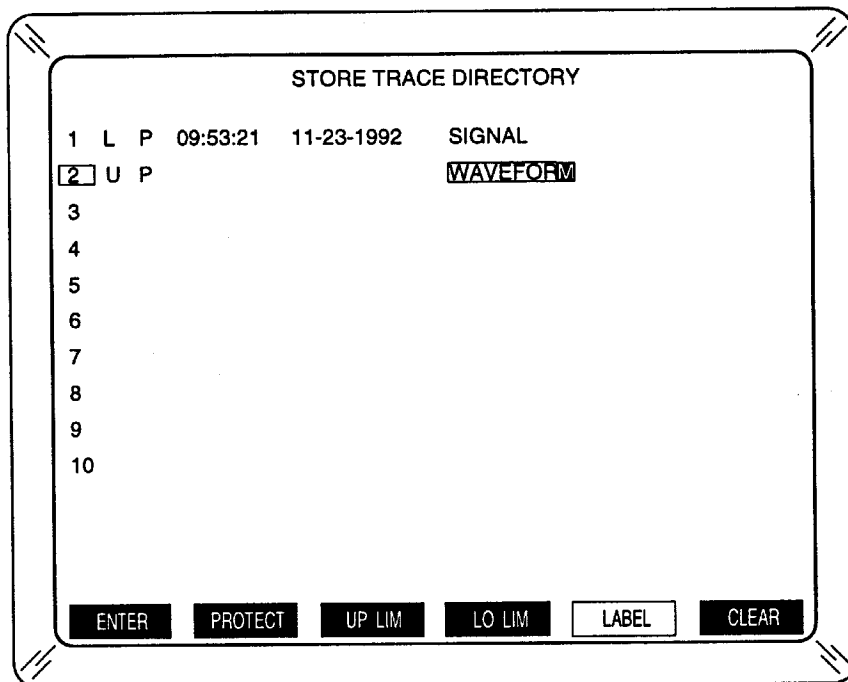 STORE TRACE DIRECTORY
1 L P 09:53:21 11-23-1992 SIGNAL
2 U P WAVEFORM
3
4
5
6
7
8
9
10
ENTER PROTECT UP LIM LO LIM LABEL CLEAR